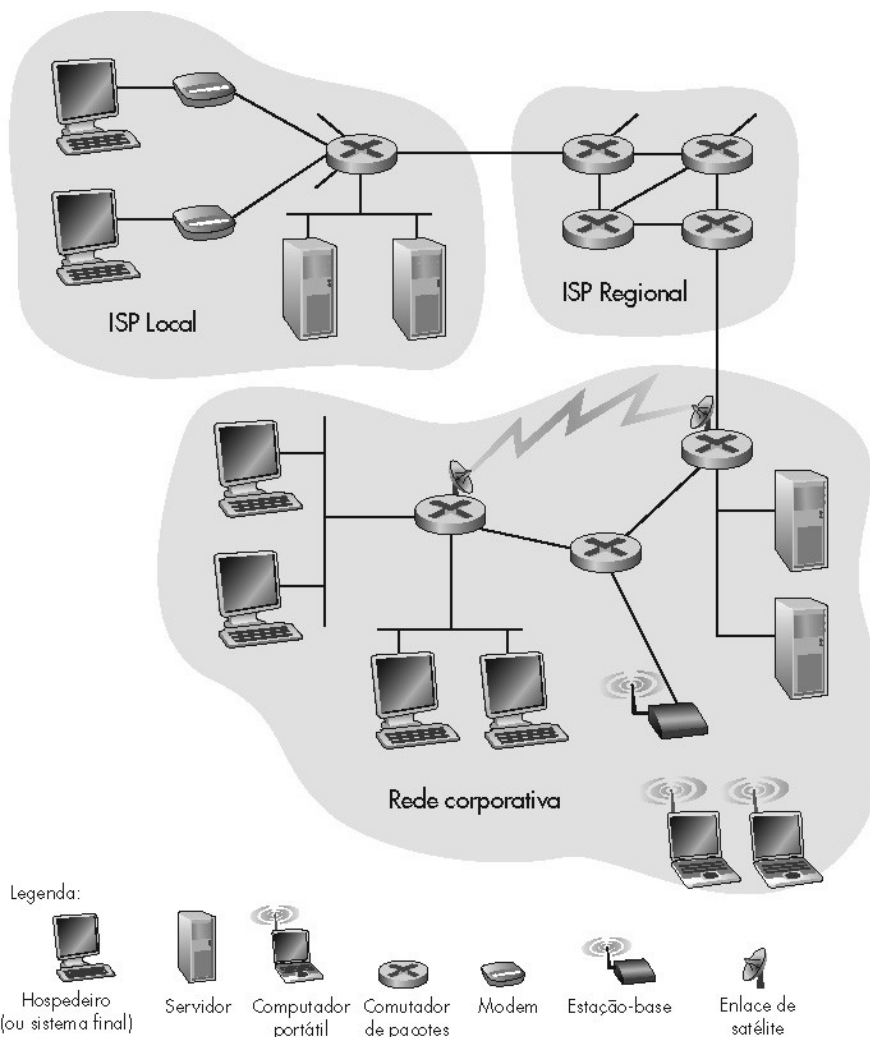 ISP Local
ISP Regional
Rede corporativa
Legenda:
Hospedeiro
(ou sistema final)
Servidor
Computador
portátil
Comutador
de pacotes
Modem
Estação-base
Enlace de
satélite